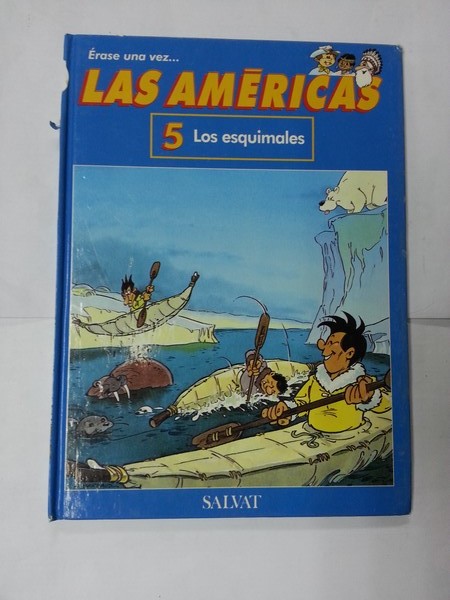 Érase una vez...
LAS AMÉRICAS
5 Los esquimales
SALVAT